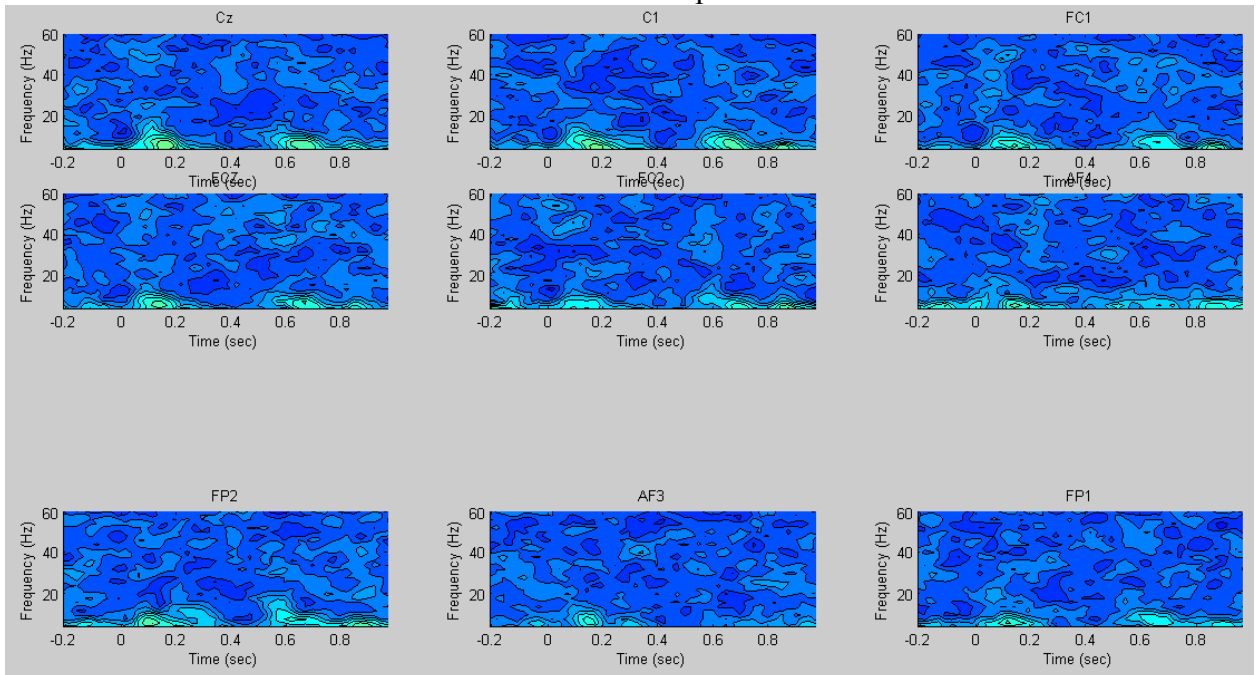 Cz C1 FC1
60 60 60
40 40 40
20 20 20
Frequency (Hz) Frequency (Hz) Frequency (Hz)
-0.2 0 0.2 0.4 0.6 0.8 -0.2 0 0.2 0.4 0.6 0.8 -0.2 0 0.2 0.4 0.6 0.8
Time (sec) Time (sec) Time (sec)
FCZ FC2 AF4
60 60 60
40 40 40
20 20 20
Frequency (Hz) Frequency (Hz) Frequency (Hz)
-0.2 0 0.2 0.4 0.6 0.8 -0.2 0 0.2 0.4 0.6 0.8 -0.2 0 0.2 0.4 0.6 0.8
Time (sec) Time (sec) Time (sec)
FP2 AF3 FP1
60 60 60
40 40 40
20 20 20
Frequency (Hz) Frequency (Hz) Frequency (Hz)
-0.2 0 0.2 0.4 0.6 0.8 -0.2 0 0.2 0.4 0.6 0.8 -0.2 0 0.2 0.4 0.6 0.8
Time (sec) Time (sec) Time (sec)